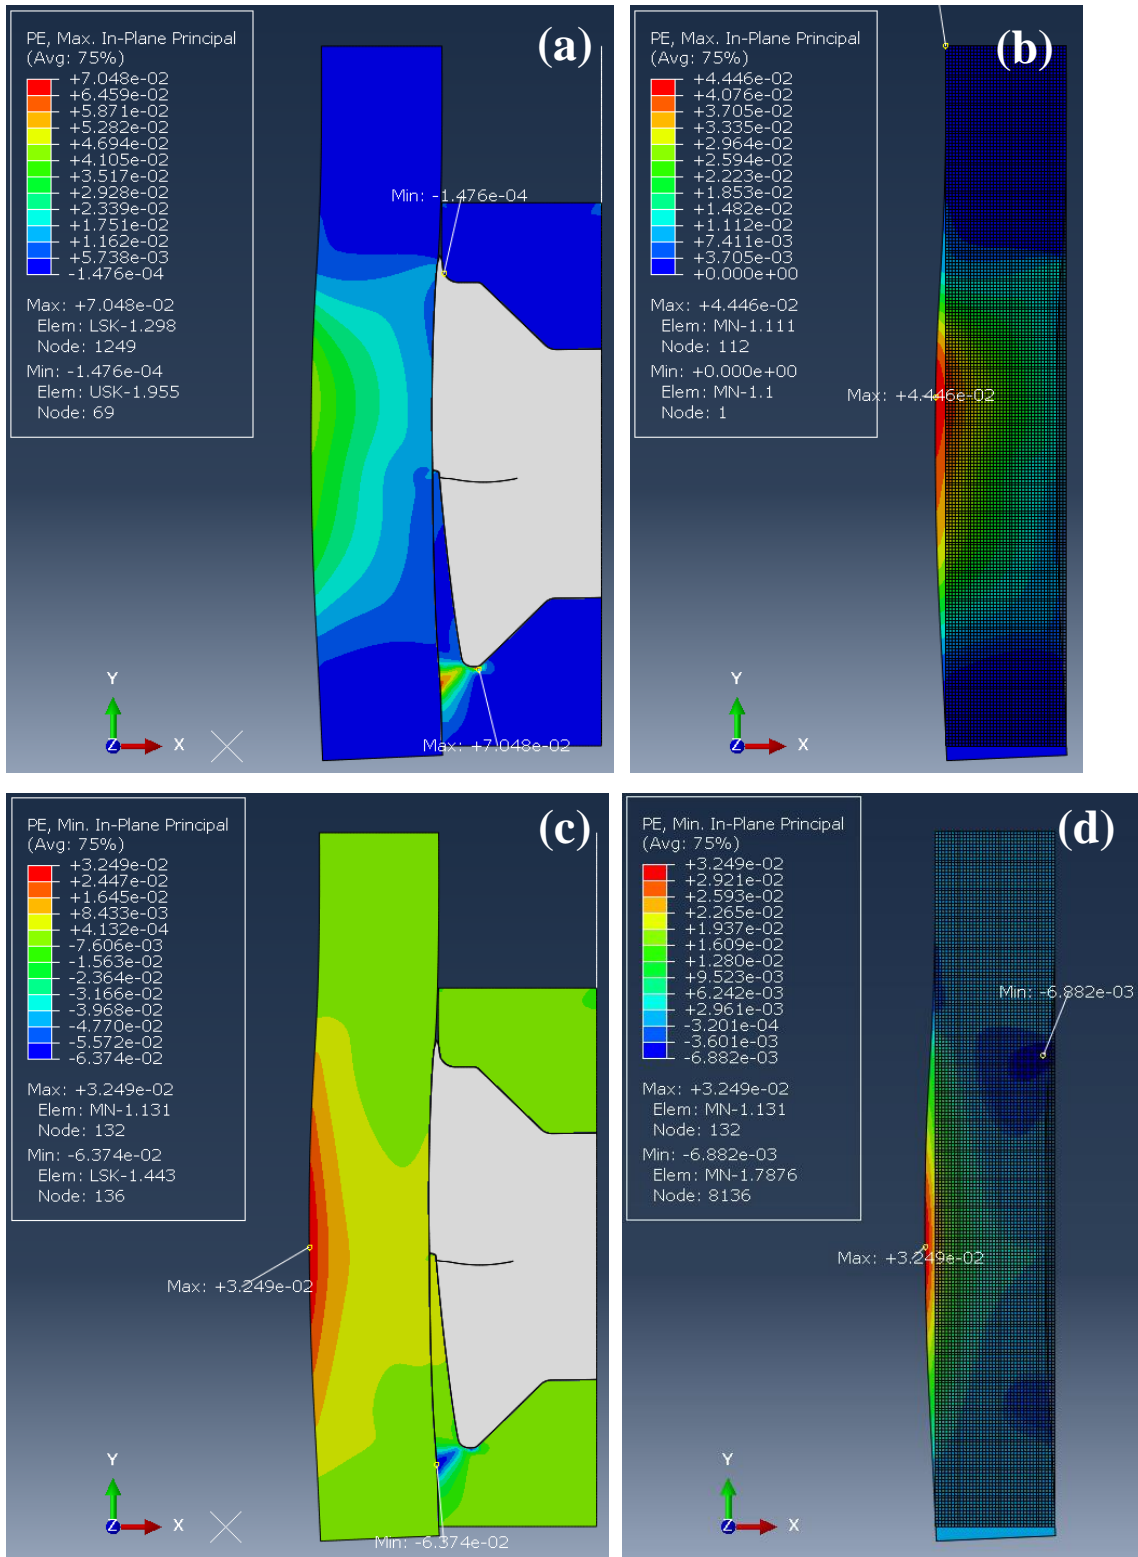 PE, Max. In-Plane Principal
(Avg: 75%)
+7.048e-02
+6.459e-02
+5.871e-02
+5.282e-02
+4.694e-02
+4.105e-02
+3.517e-02
+2.928e-02
+2.339e-02
+1.751e-02
+1.162e-02
+5.738e-03
-1.476e-04
Max: +7.048e-02
Elem: LSK-1.298
Node: 1249
Min: -1.476e-04
Elem: USK-1.955
Node: 69
(a)
Min: -1.476e-04
Max: +7.048e-02
Y
Z
X
PE, Max. In-Plane Principal
(Avg: 75%)
+4.446e-02
+4.076e-02
+3.705e-02
+3.335e-02
+2.964e-02
+2.594e-02
+2.223e-02
+1.853e-02
+1.482e-02
+1.112e-02
+7.411e-03
+3.705e-03
+0.000e+00
Max: +4.446e-02
Elem: MN-1.111
Node: 112
Min: +0.000e+00
Elem: MN-1.1
Node: 1
(b)
Max: +4.446e-02
Y
Z
X
PE, Min. In-Plane Principal
(Avg: 75%)
+3.249e-02
+2.447e-02
+1.645e-02
+8.433e-03
+4.132e-04
-7.606e-03
-1.563e-02
-2.364e-02
-3.166e-02
-3.968e-02
-4.770e-02
-5.572e-02
-6.374e-02
Max: +3.249e-02
Elem: MN-1.131
Node: 132
Min: -6.374e-02
Elem: LSK-1.443
Node: 136
(c)
Max: +3.249e-02
Min: -6.374e-02
Y
Z
X
PE, Min. In-Plane Principal
(Avg: 75%)
+3.249e-02
+2.921e-02
+2.593e-02
+2.265e-02
+1.937e-02
+1.609e-02
+1.280e-02
+9.523e-03
+6.242e-03
+2.961e-03
-3.201e-04
-3.601e-03
-6.882e-03
Max: +3.249e-02
Elem: MN-1.131
Node: 132
Min: -6.882e-03
Elem: MN-1.7876
Node: 8136
(d)
Min: -6.882e-03
Max: +3.249e-02
Y
Z
X